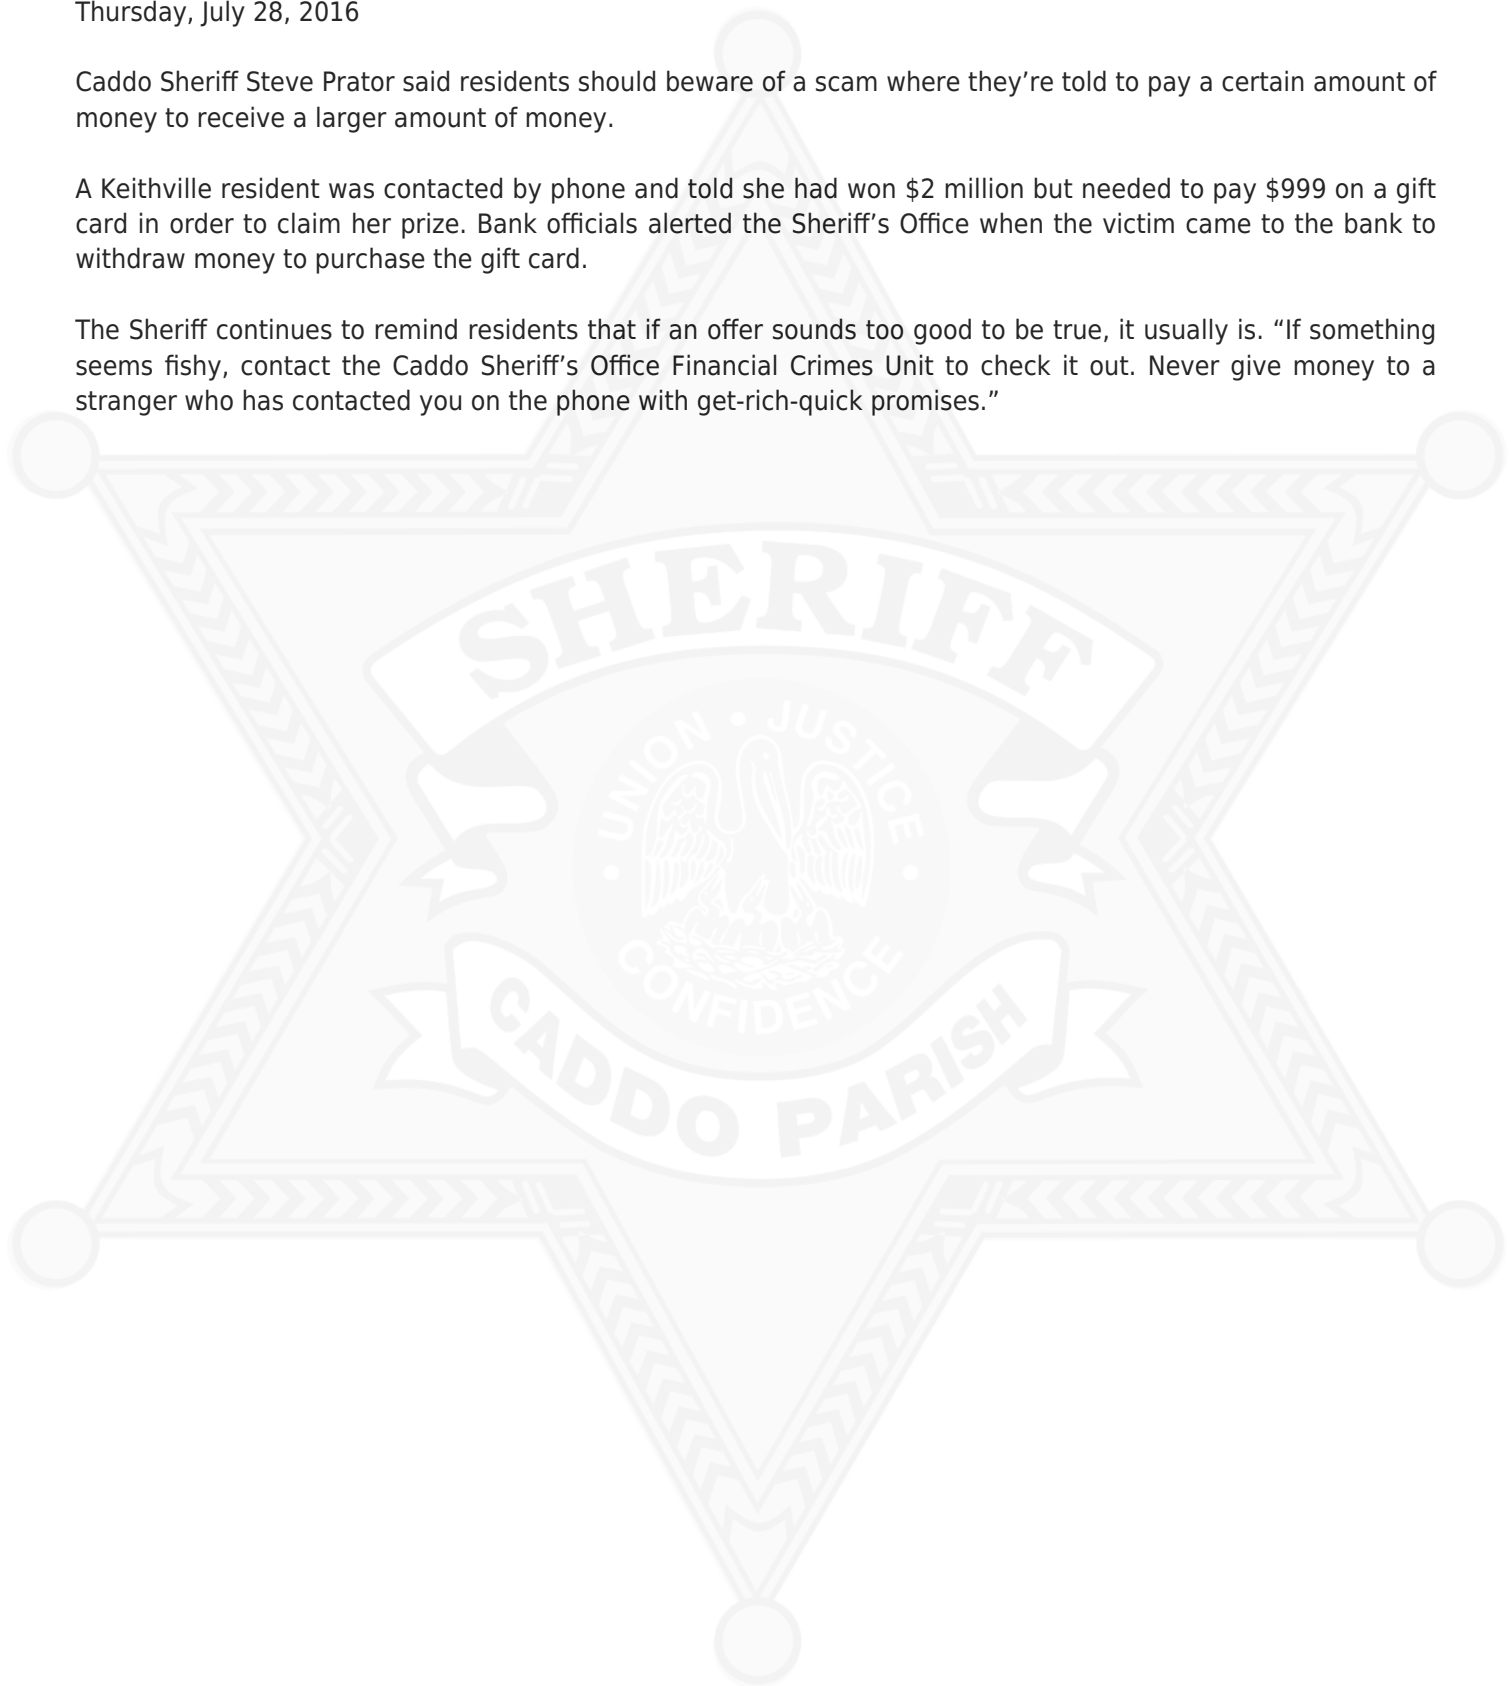 Thursday, July 28, 2016
Caddo Sheriff Steve Prator said residents should beware of a scam where they’re told to pay a certain amount of
money to receive a larger amount of money.
A Keithville resident was contacted by phone and told she had won $2 million but needed to pay $999 on a gift
card in order to claim her prize. Bank officials alerted the Sheriff’s Office when the victim came to the bank to
withdraw money to purchase the gift card.
The Sheriff continues to remind residents that if an offer sounds too good to be true, it usually is. “If something
seems fishy, contact the Caddo Sheriff’s Office Financial Crimes Unit to check it out. Never give money to a
stranger who has contacted you on the phone with get-rich-quick promises.”
SHERIFF
UNION • JUSTICE
• CONFIDENCE •
CADDO PARISH